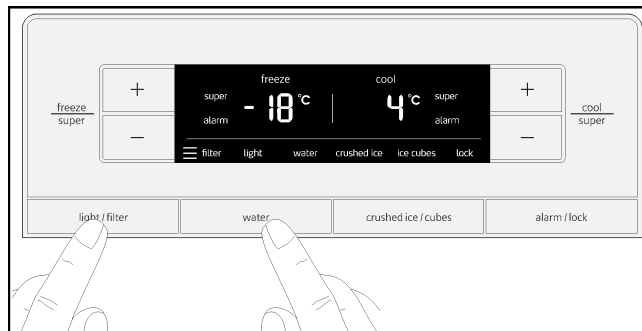 freeze
cool
super
- 18 °C
4 °C
super
alarm
alarm
filter light water crushed ice ice cubes lock
freeze
super
+
−
+
−
cool
super
light / filter
water
crushed ice / cubes
alarm / lock